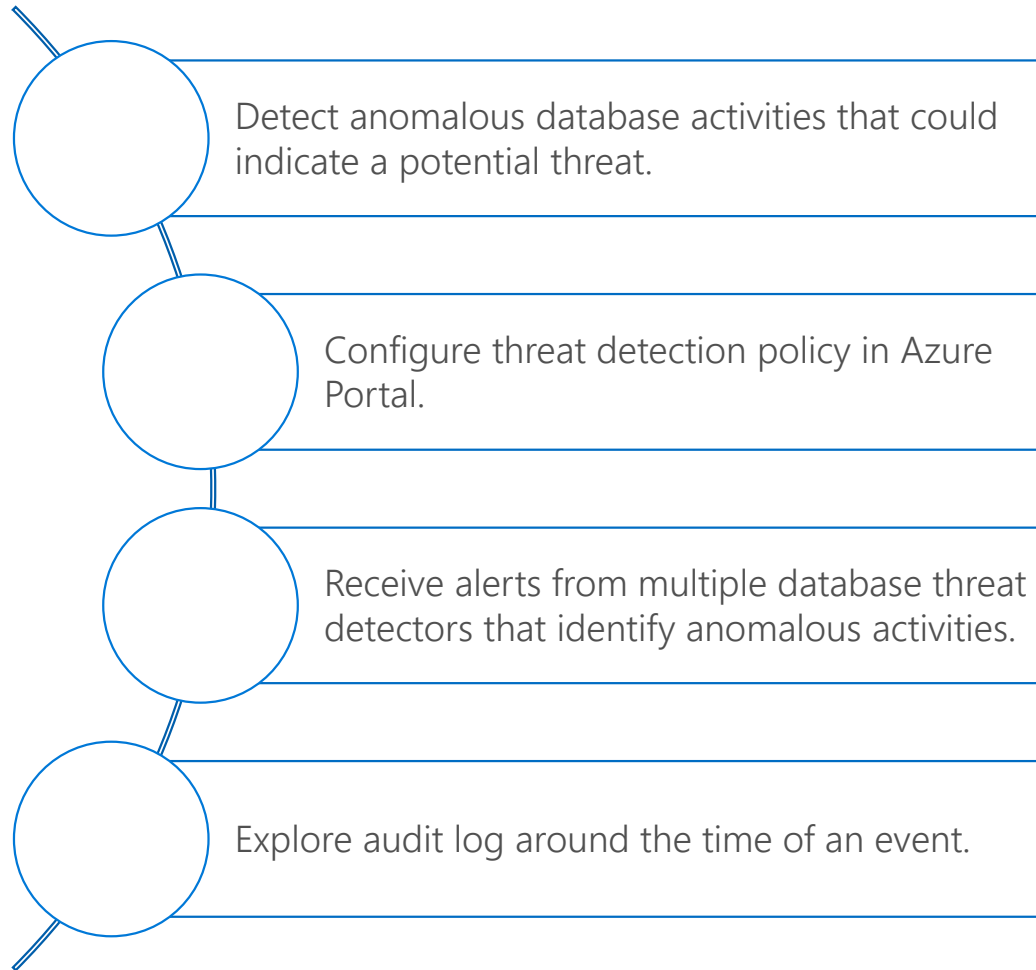 Detect anomalous database activities that could
indicate a potential threat.
Configure threat detection policy in Azure
Portal.
Receive alerts from multiple database threat
detectors that identify anomalous activities.
Explore audit log around the time of an event.